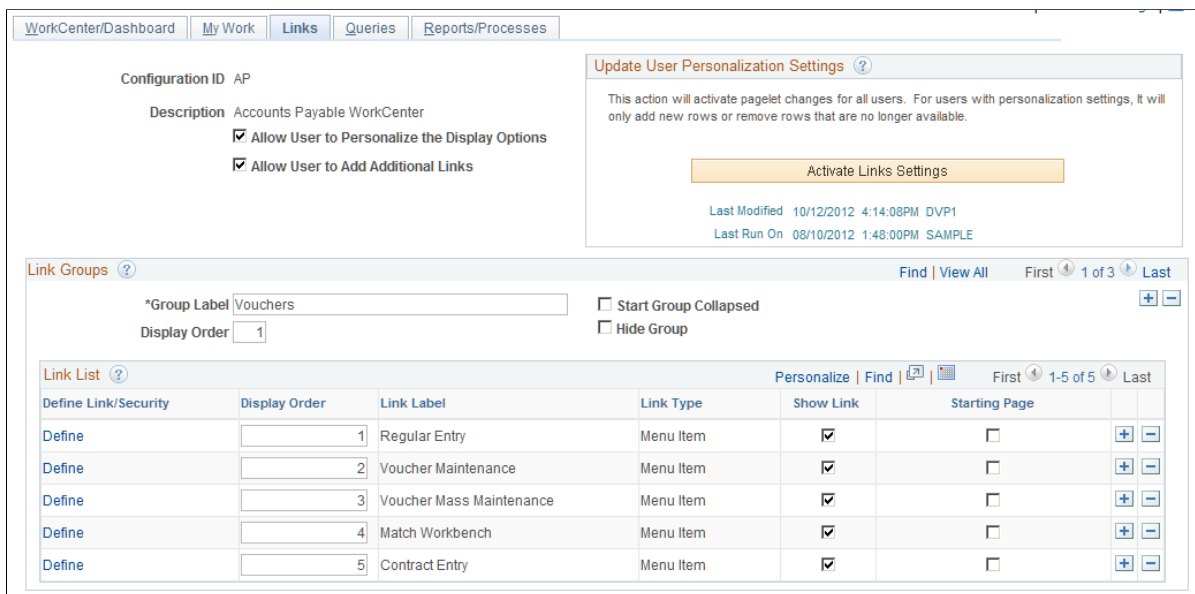 WorkCenter/Dashboard My Work Links Queries Reports/Processes
Configuration ID AP
Description Accounts Payable WorkCenter
Allow User to Personalize the Display Options
Allow User to Add Additional Links
Update User Personalization Settings ?
This action will activate pagelet changes for all users. For users with personalization settings, It will
only add new rows or remove rows that are no longer available.
Activate Links Settings
Last Modified 10/12/2012 4:14:08PM DVP1
Last Run On 08/10/2012 1:48:00PM SAMPLE
Link Groups ? Find | View All First 1 of 3 Last
*Group Label Vouchers Start Group Collapsed + -
Display Order 1 Hide Group
Link List ? Personalize | Find | | First 1-5 of 5 Last
Define Link/Security Display Order Link Label Link Type Show Link Starting Page
Define 1 Regular Entry Menu Item + -
Define 2 Voucher Maintenance Menu Item + -
Define 3 Voucher Mass Maintenance Menu Item + -
Define 4 Match Workbench Menu Item + -
Define 5 Contract Entry Menu Item + -